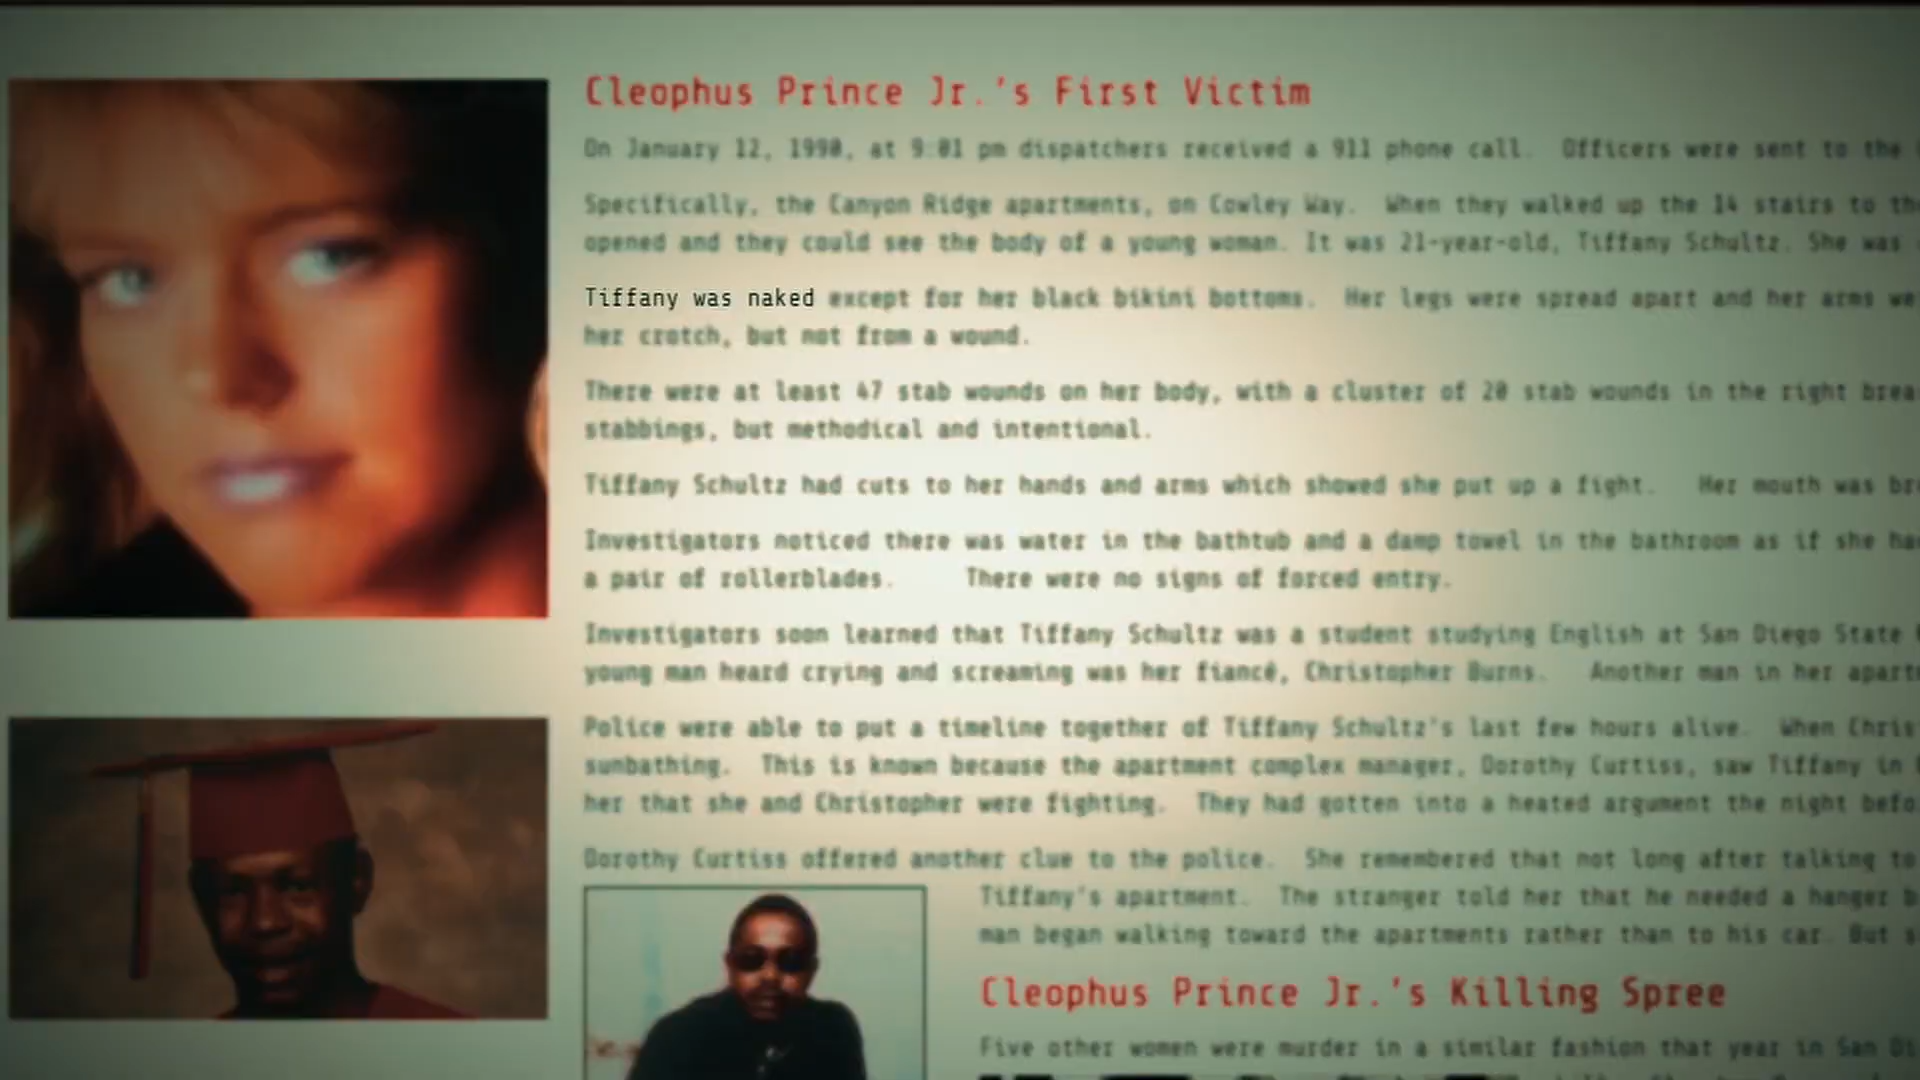 Cleophus Prince Jr.'s First Victim
On January 12, 1990, at 9:01 pm dispatchers received a 911 phone call. Officers were sent to the
Specifically, the Canyon Ridge apartments, on Cowley Way. When they walked up the 14 stairs to
opened and they could see the body of a young woman. It was 21-year-old, Tiffany Schultz. She was
Tiffany was naked except for her black bikini bottoms. Her legs were spread apart and her arms
her crotch, but not from a wound.
There were at least 47 stab wounds on her body, with a cluster of 20 stab wounds in the right
stabbings, but methodical and intentional.
Tiffany Schultz had cuts to her hands and arms which showed she put up a fight. Her mouth was
Investigators noticed there was water in the bathtub and a damp towel in the bathroom as if she
a pair of rollerblades. There were no signs of forced entry.
Investigators soon learned that Tiffany Schultz was a student studying English at San Diego State
young man heard crying and screaming was her fiancé, Christopher Burns. Another man in her
Police were able to put a timeline together of Tiffany Schultz's last few hours alive. When Chris
sunbathing. This is known because the apartment complex manager, Dorothy Curtiss, saw Tiffany in
her that she and Christopher were fighting. They had gotten into a heated argument the night
Dorothy Curtiss offered another clue to the police. She remembered that not long after talking to
Tiffany's apartment. The stranger told her that he needed a hanger
man began walking toward the apartments rather than to his car. But
Cleophus Prince Jr.'s Killing Spree
Five other women were murder in a similar fashion that year in San